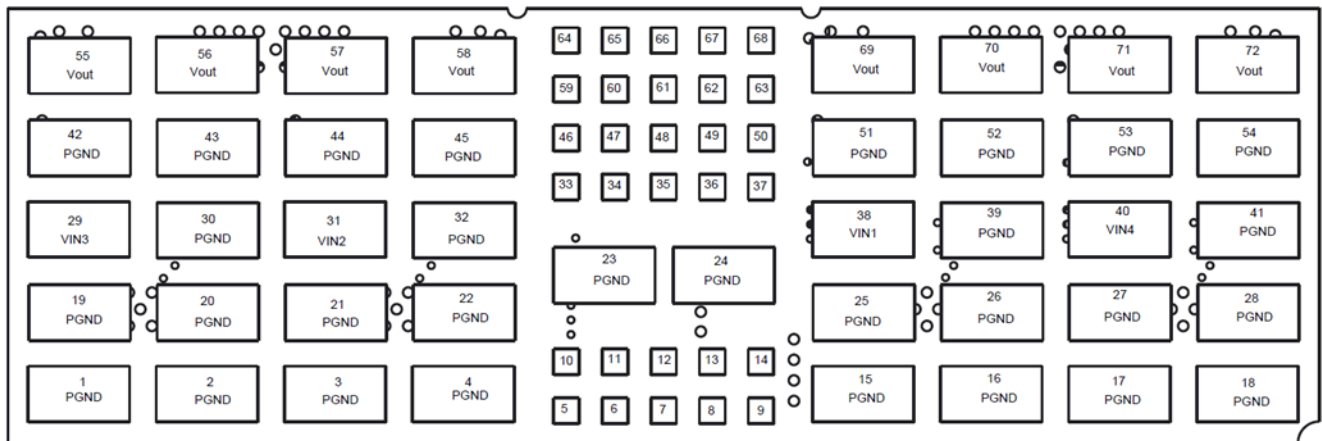 55 56 57 58 64 65 66 67 68 69 70 71 72
Vout Vout Vout Vout Vout Vout Vout Vout
59 60 61 62 63
42 43 44 45 46 47 48 49 50 51 52 53 54
PGND PGND PGND PGND PGND PGND PGND PGND
33 34 35 36 37
29 30 31 32 38 39 40 41
VIN3 PGND VIN2 PGND VIN1 PGND VIN4 PGND
23 24
PGND PGND
19 20 21 22 25 26 27 28
PGND PGND PGND PGND PGND PGND PGND PGND
10 11 12 13 14
1 2 3 4 15 16 17 18
PGND PGND PGND PGND PGND PGND PGND PGND
5 6 7 8 9